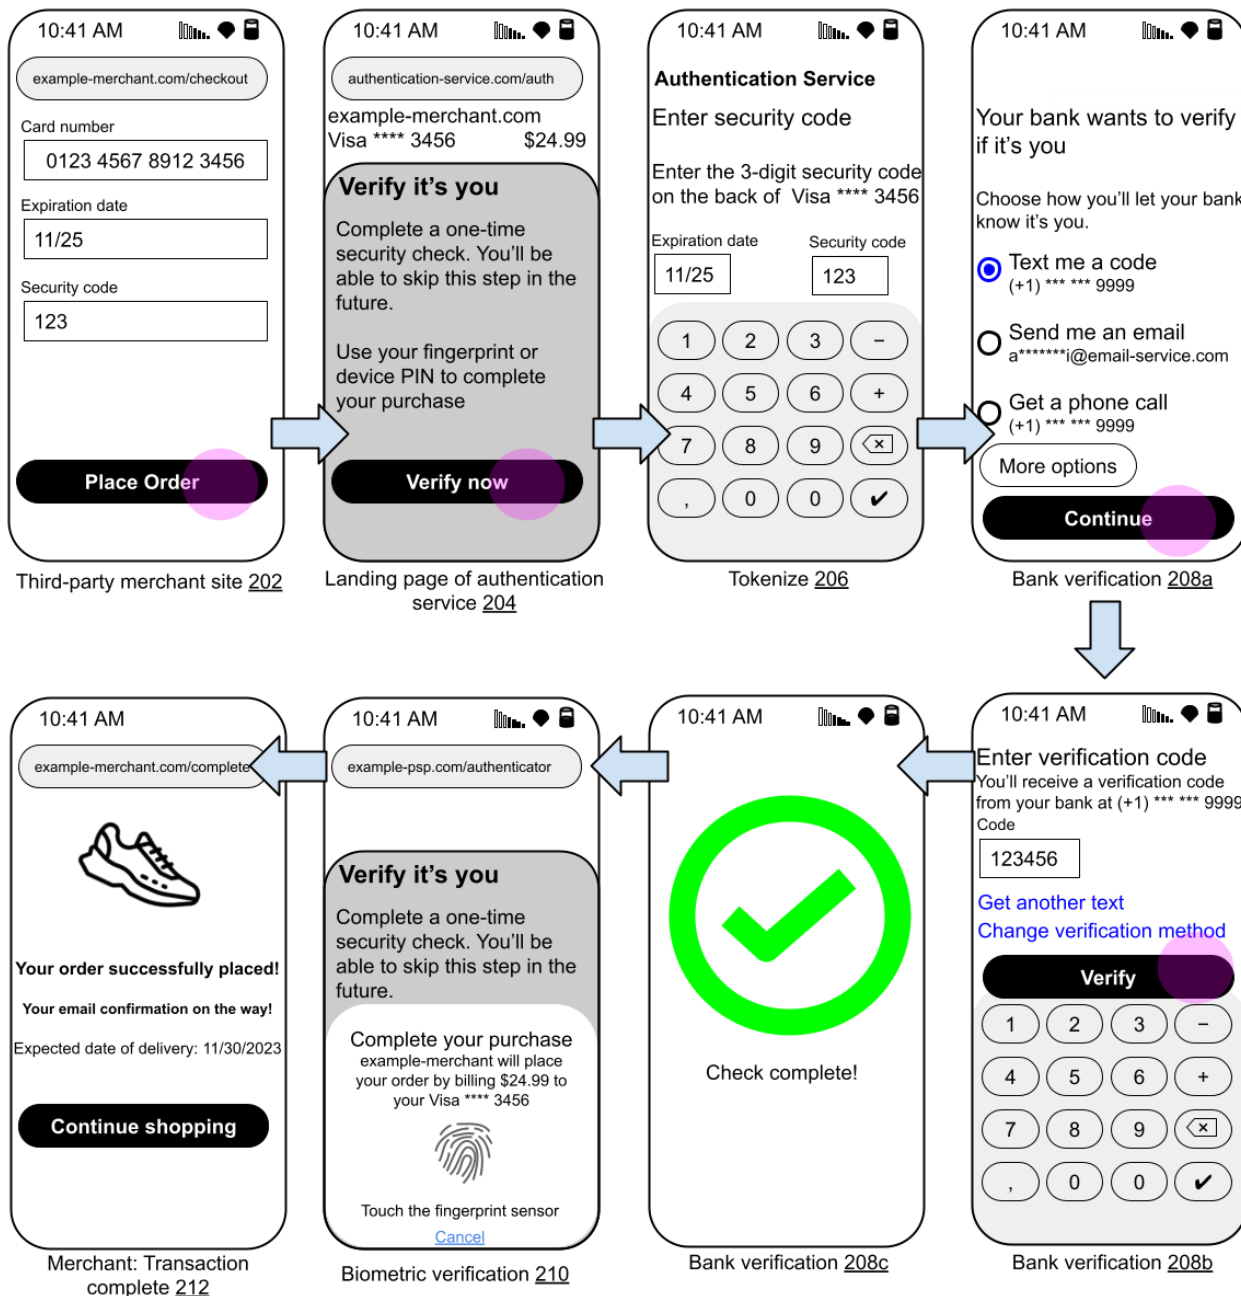 10:41 AM
example-merchant.com/checkout
Card number
0123 4567 8912 3456
Expiration date
11/25
Security code
123
Place Order
Third-party merchant site 202
10:41 AM
authentication-service.com/auth
example-merchant.com
Visa **** 3456 $24.99
Verify it's you
Complete a one-time
security check. You'll be
able to skip this step in the
future.
Use your fingerprint or
device PIN to complete
your purchase
Verify now
Landing page of authentication
service 204
10:41 AM
Authentication Service
Enter security code
Enter the 3-digit security code
on the back of Visa **** 3456
Expiration date Security code
11/25 123
1 2 3 −
4 5 6 +
7 8 9
, 0 0 ✔
Tokenize 206
10:41 AM
Your bank wants to verify
if it's you
Choose how you'll let your bank
know it's you.
Text me a code
(+1) *** *** 9999
Send me an email
a*******i@email-service.com
Get a phone call
(+1) *** *** 9999
More options
Continue
Bank verification 208a
10:41 AM
Enter verification code
You'll receive a verification code
from your bank at (+1) *** *** 9999
Code
123456
Get another text
Change verification method
Verify
1 2 3 −
4 5 6 +
7 8 9
, 0 0 ✔
Bank verification 208b
10:41 AM
Check complete!
Bank verification 208c
10:41 AM
example-psp.com/authenticator
Verify it's you
Complete a one-time
security check. You'll be
able to skip this step in the
future.
Complete your purchase
example-merchant will place
your order by billing $24.99 to
your Visa **** 3456
Touch the fingerprint sensor
Cancel
Biometric verification 210
10:41 AM
example-merchant.com/complete
Your order successfully placed!
Your email confirmation on the way!
Expected date of delivery: 11/30/2023
Continue shopping
Merchant: Transaction
complete 212